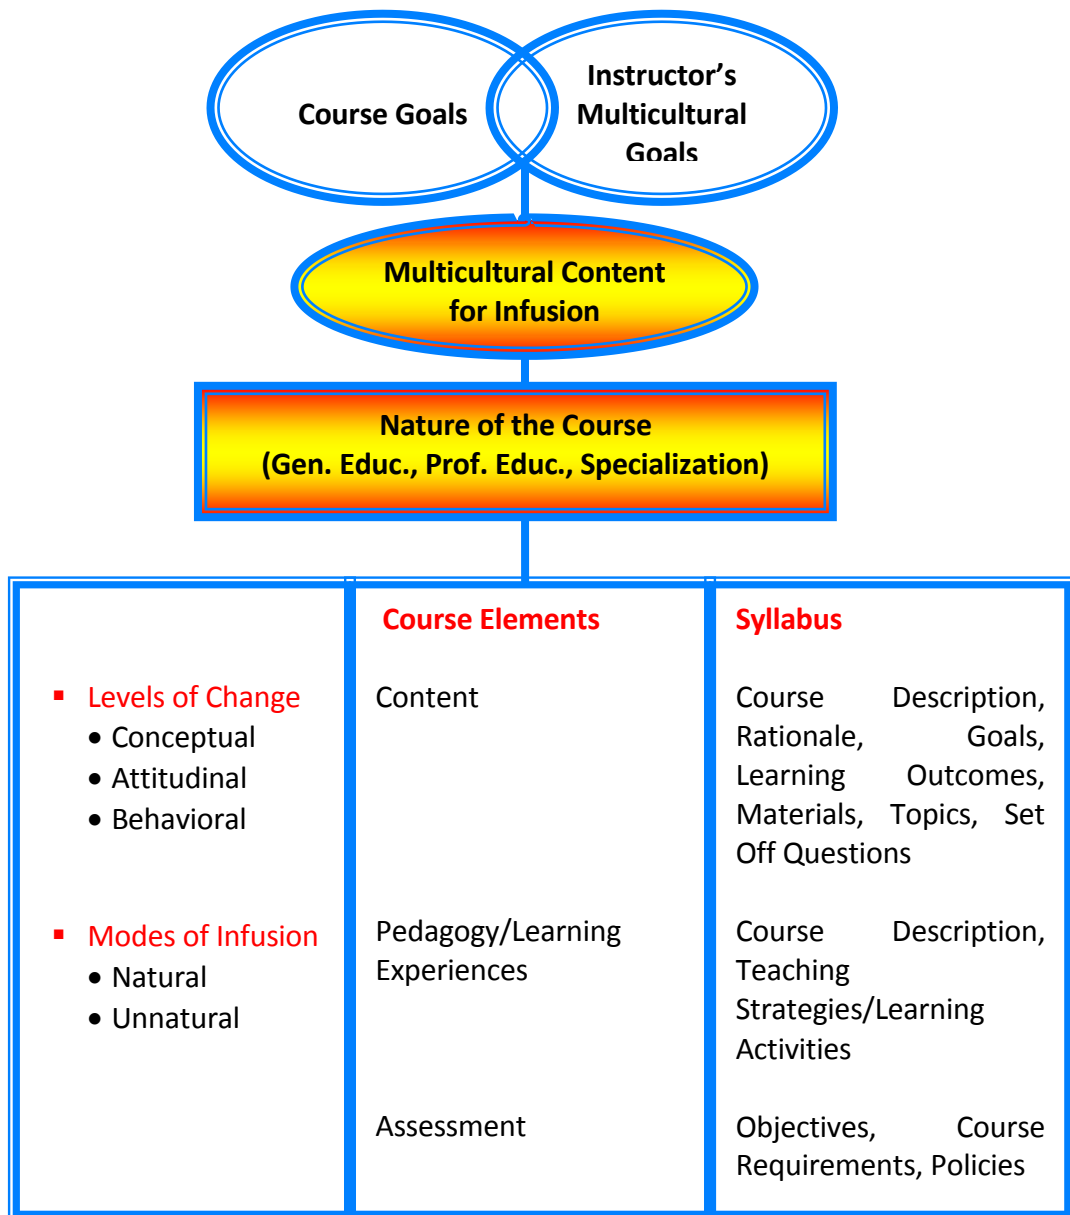 Course Goals
Instructor’s
Multicultural
Goals
Multicultural Content
for Infusion
Nature of the Course
(Gen. Educ., Prof. Educ., Specialization)
▪ Levels of Change
• Conceptual
• Attitudinal
• Behavioral
▪ Modes of Infusion
• Natural
• Unnatural
Course Elements
Content
Pedagogy/Learning
Experiences
Assessment
Syllabus
Course Description,
Rationale, Goals,
Learning Outcomes,
Materials, Topics, Set
Off Questions
Course Description,
Teaching
Strategies/Learning
Activities
Objectives, Course
Requirements, Policies